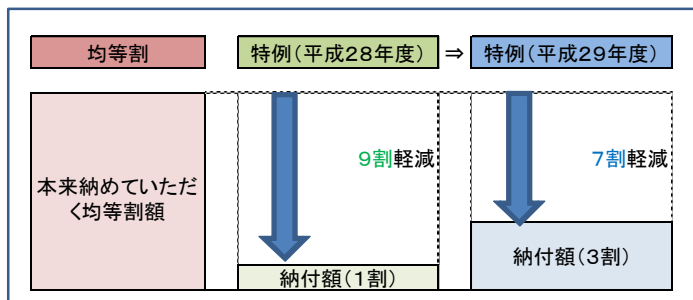 均等割
特例(平成28年度)
⇒
特例(平成29年度)
9割軽減
7割軽減
本来納めていただ
く均等割額
納付額(3割)
納付額(1割)